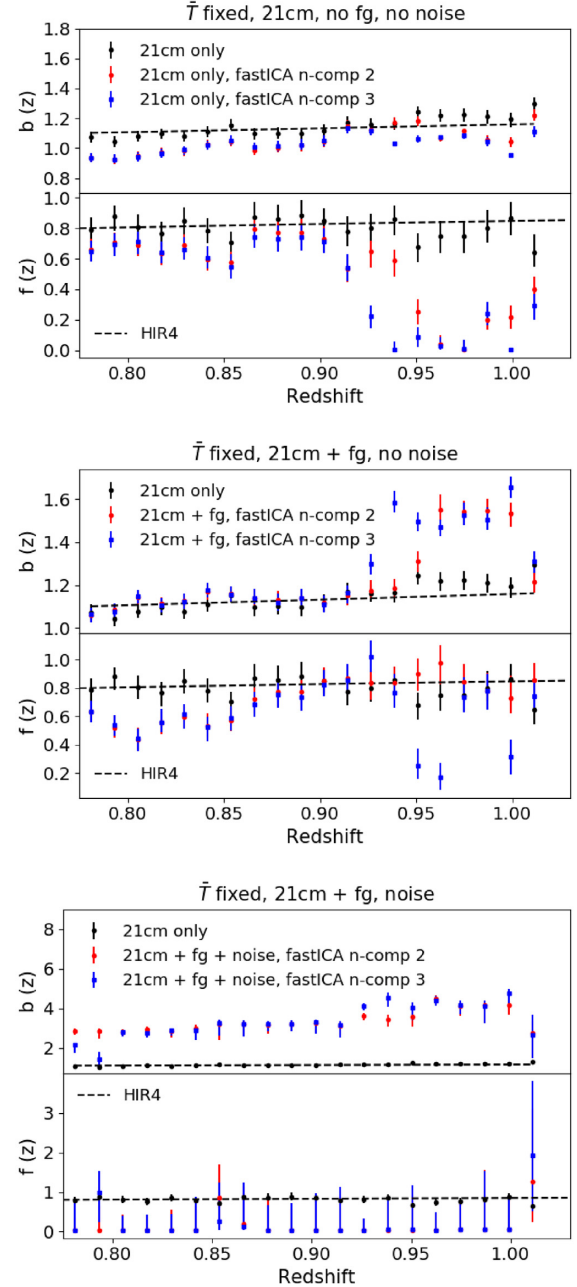 T̄ fixed, 21cm, no fg, no noise
1.8
1.6
1.4
1.2
1.0
0.8
b (z)
21cm only
21cm only, fastICA n-comp 2
21cm only, fastICA n-comp 3
1.0
0.8
0.6
0.4
0.2
0.0
f (z)
HIR4
0.80 0.85 0.90 0.95 1.00
Redshift
T̄ fixed, 21cm + fg, no noise
1.6
1.4
1.2
1.0
b (z)
21cm only
21cm + fg, fastICA n-comp 2
21cm + fg, fastICA n-comp 3
1.0
0.8
0.6
0.4
0.2
f (z)
HIR4
0.80 0.85 0.90 0.95 1.00
Redshift
T̄ fixed, 21cm + fg, noise
8
6
4
2
b (z)
21cm only
21cm + fg + noise, fastICA n-comp 2
21cm + fg + noise, fastICA n-comp 3
3
2
1
0
f (z)
HIR4
0.80 0.85 0.90 0.95 1.00
Redshift